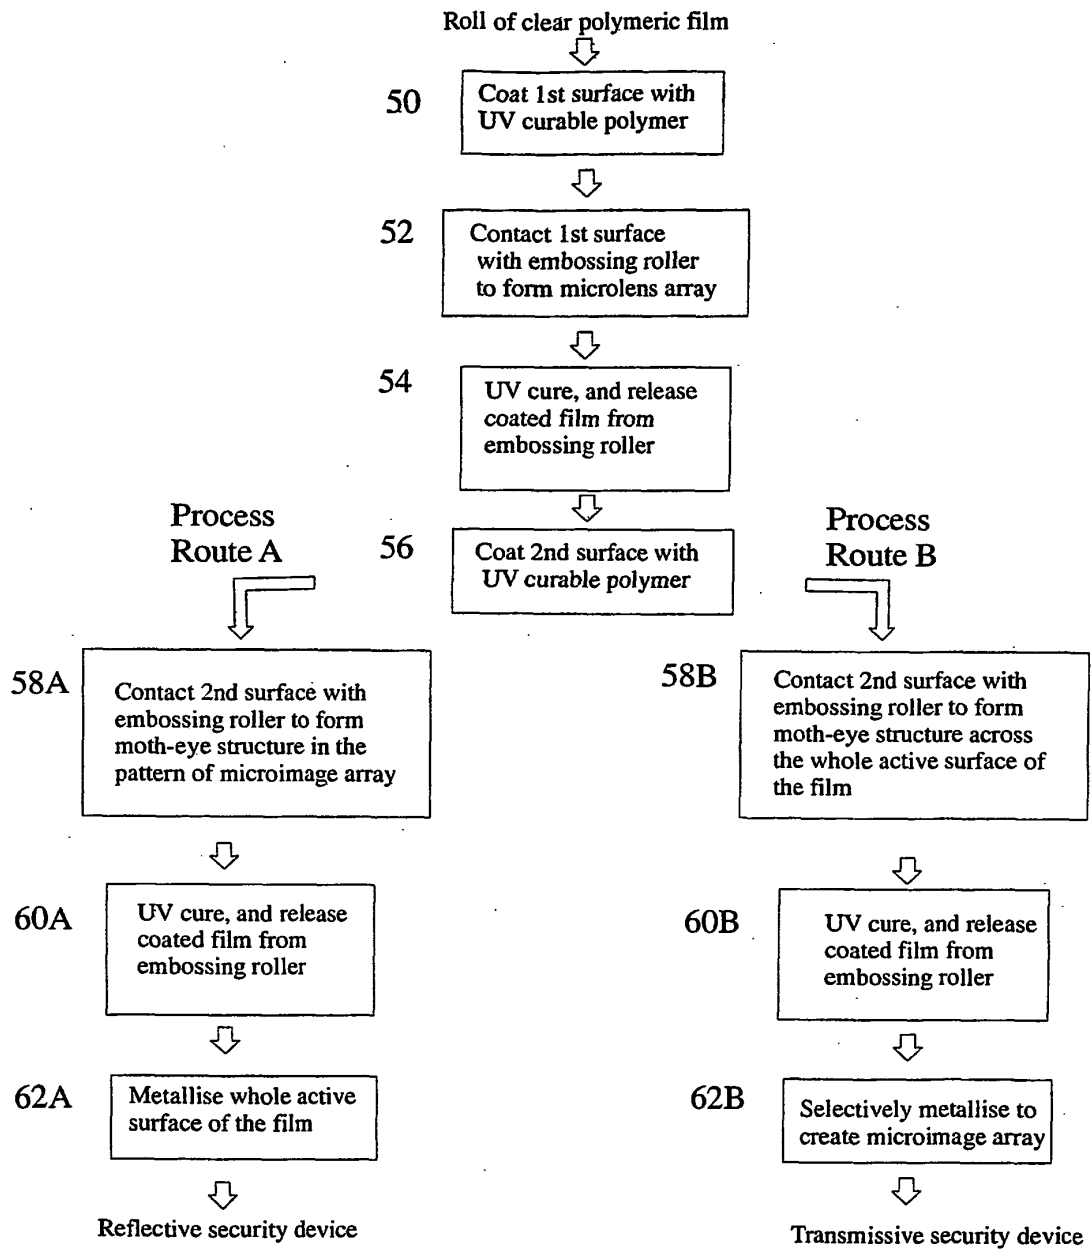 Roll of clear polymeric film
50
Coat 1st surface with
UV curable polymer
52
Contact 1st surface
with embossing roller
to form microlens array
54
UV cure, and release
coated film from
embossing roller
Process
Route A
56
Coat 2nd surface with
UV curable polymer
Process
Route B
58A
Contact 2nd surface with
embossing roller to form
moth-eye structure in the
pattern of microimage array
58B
Contact 2nd surface with
embossing roller to form
moth-eye structure across
the whole active surface of
the film
60A
UV cure, and release
coated film from
embossing roller
60B
UV cure, and release
coated film from
embossing roller
62A
Metallise whole active
surface of the film
62B
Selectively metallise to
create microimage array
Reflective security device
Transmissive security device